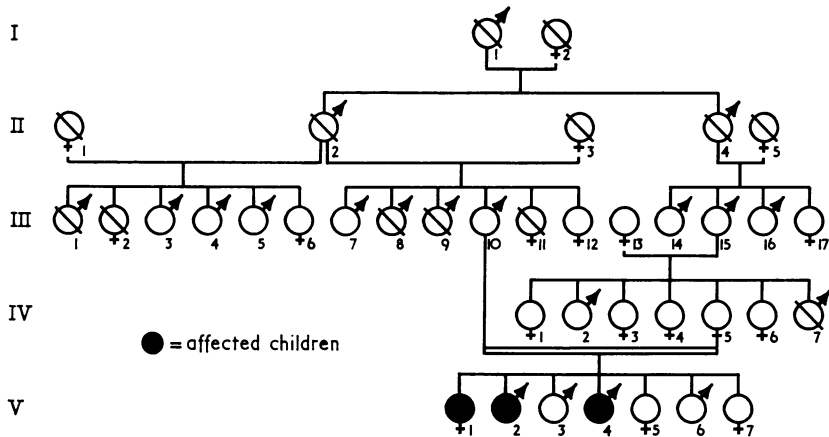 I
1 2
II
1 2 3 4 5
III
1 2 3 4 5 6 7 8 9 10 11 12 13 14 15 16 17
IV
1 2 3 4 5 6 7
= affected children
V
1 2 3 4 5 6 7